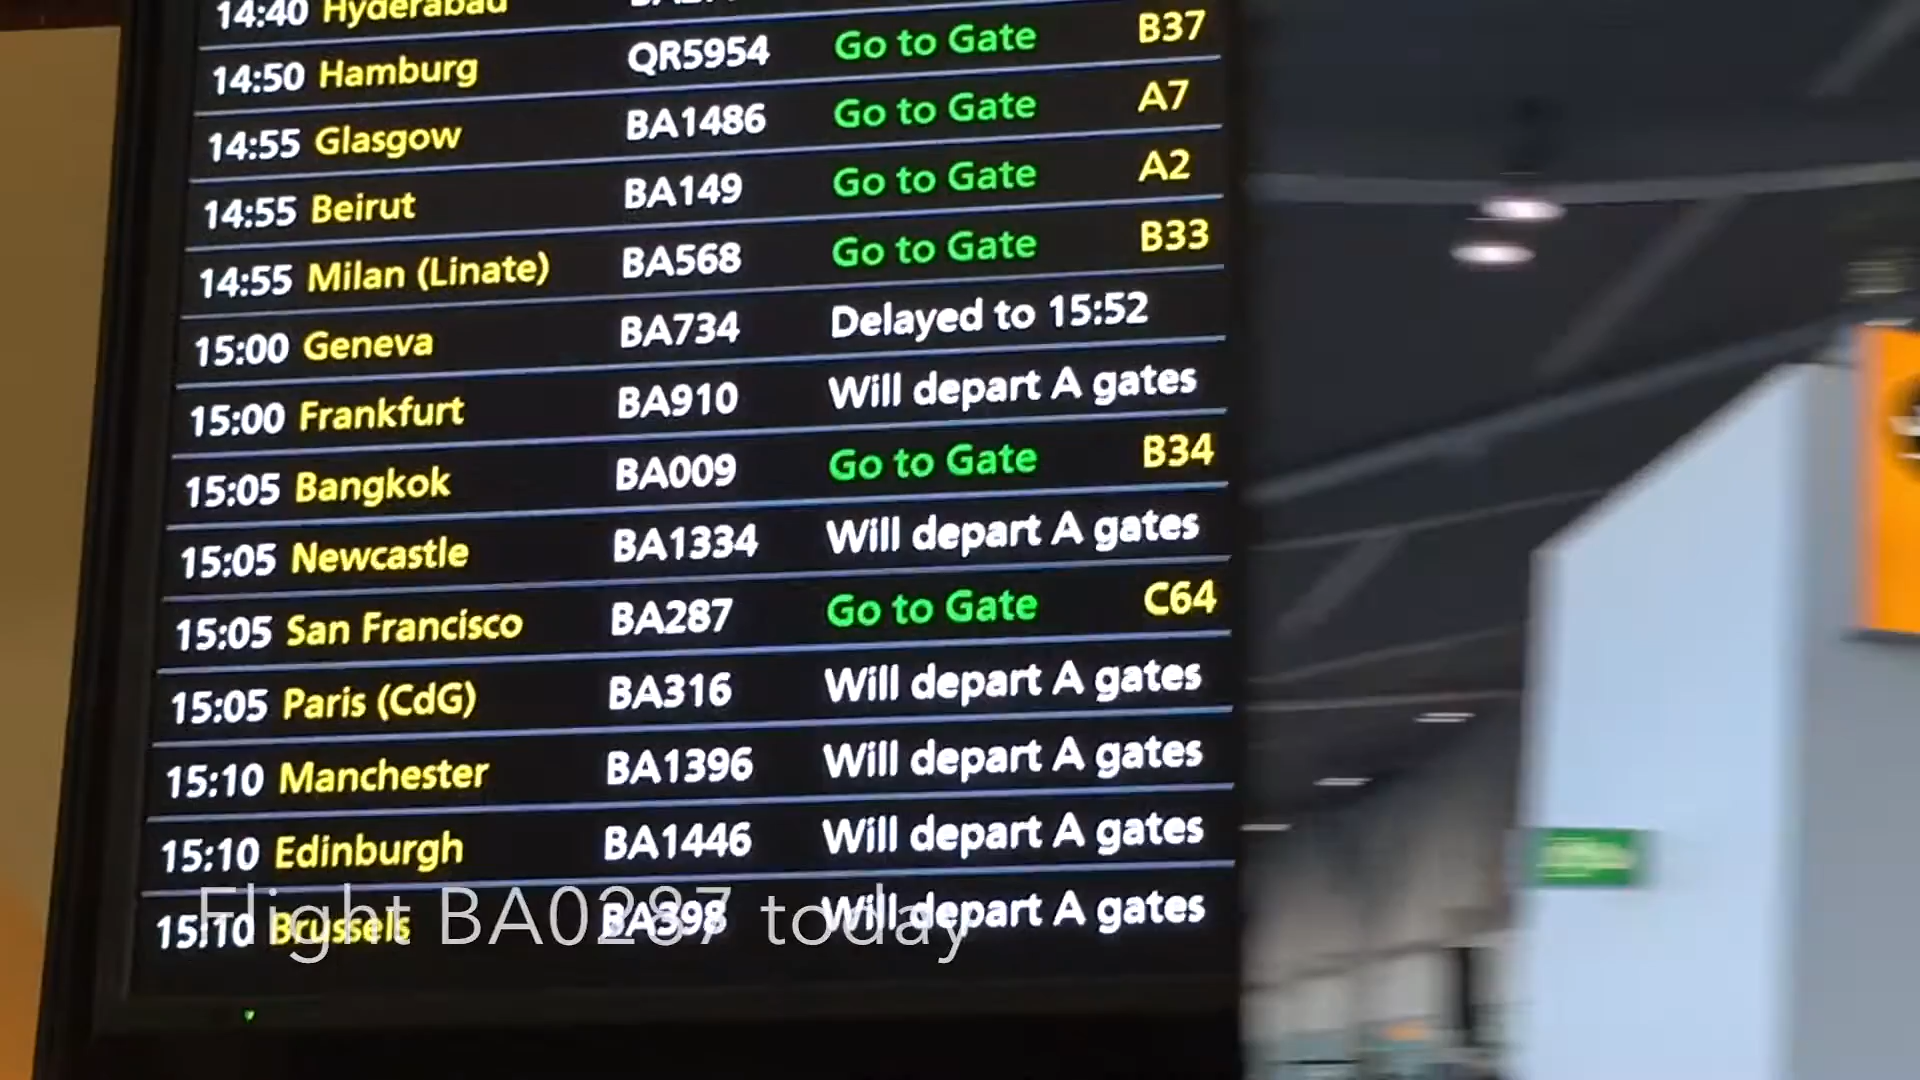 14:40 Hyderabad
14:50 Hamburg QR5954 Go to Gate B37
14:55 Glasgow BA1486 Go to Gate A7
14:55 Beirut BA149 Go to Gate A2
14:55 Milan (Linate) BA568 Go to Gate B33
15:00 Geneva BA734 Delayed to 15:52
15:00 Frankfurt BA910 Will depart A gates
15:05 Bangkok BA009 Go to Gate B34
15:05 Newcastle BA1334 Will depart A gates
15:05 San Francisco BA287 Go to Gate C64
15:05 Paris (CdG) BA316 Will depart A gates
15:10 Manchester BA1396 Will depart A gates
15:10 Edinburgh BA1446 Will depart A gates
15:10 Brussels BA398 Will depart A gates
Flight BA0287 today